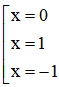 x = 0
x = 1
x = −1